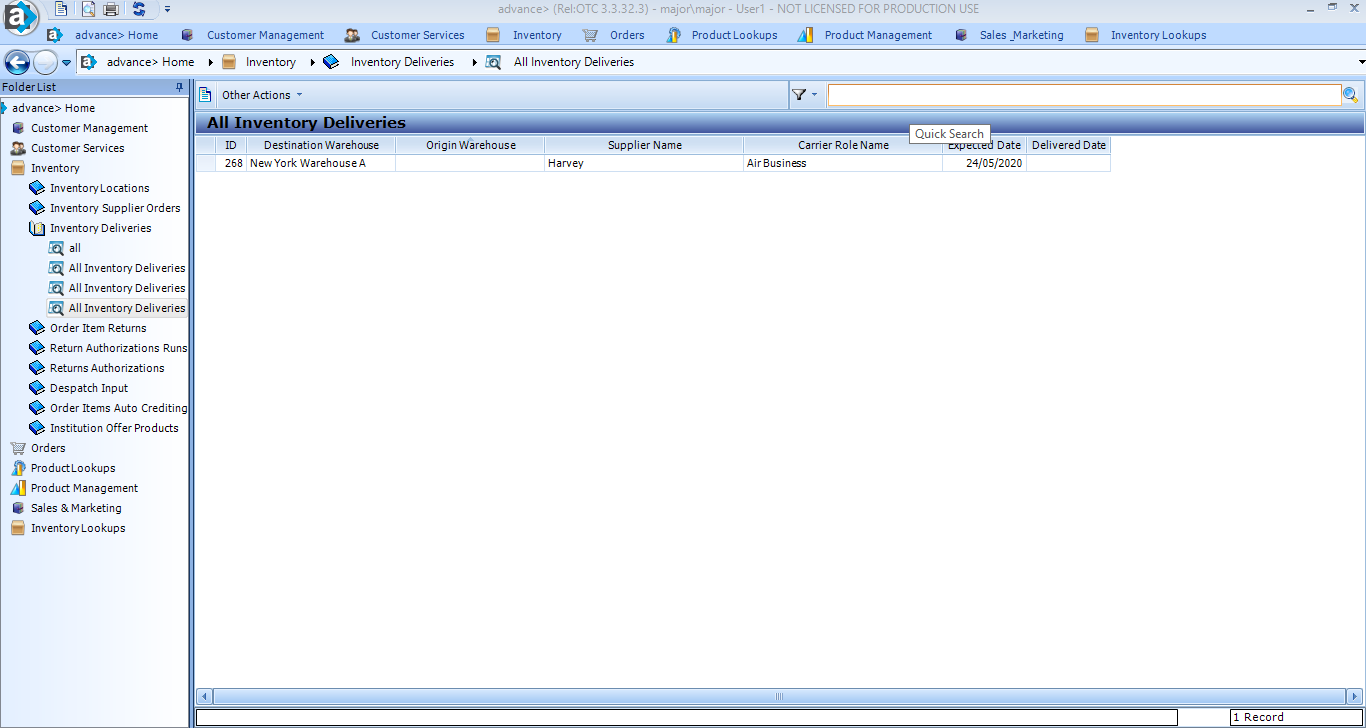 advance> (Rel:OTC 3.3.32.3) - major\major - User1 - NOT LICENSED FOR PRODUCTION USE
a advance> Home Customer Management Customer Services Inventory Orders Product Lookups Product Management Sales _Marketing Inventory Lookups
a advance> Home Inventory Inventory Deliveries All Inventory Deliveries
Folder List
Other Actions
advance> Home
All Inventory Deliveries
Quick Search
ID Destination Warehouse Origin Warehouse Supplier Name Carrier Role Name Expected Date Delivered Date
268 New York Warehouse A Harvey Air Business 24/05/2020
Customer Management
Customer Services
Inventory
Inventory Locations
Inventory Supplier Orders
Inventory Deliveries
all
All Inventory Deliveries
All Inventory Deliveries
All Inventory Deliveries
Order Item Returns
Return Authorizations Runs
Returns Authorizations
Despatch Input
Order Items Auto Crediting
Institution Offer Products
Orders
Product Lookups
Product Management
Sales & Marketing
Inventory Lookups
1 Record